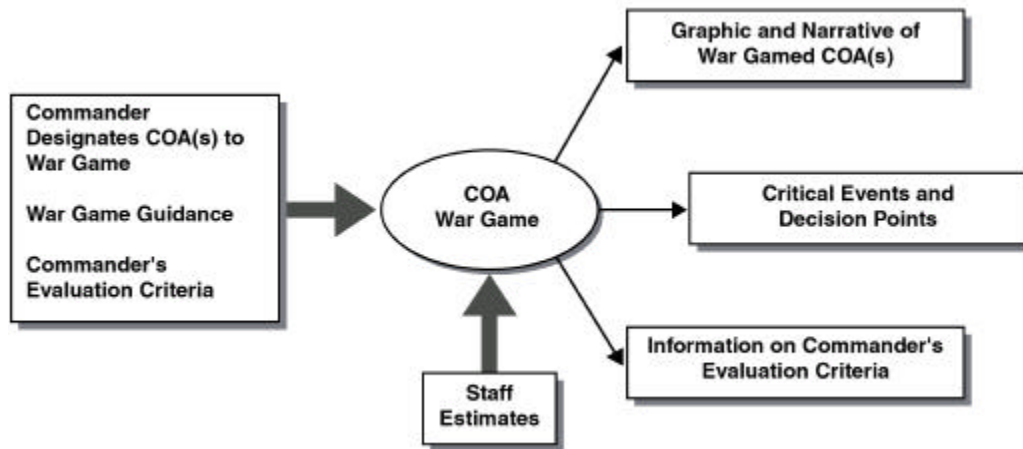 Commander
Designates COA(s) to
War Game
War Game Guidance
Commander's
Evaluation Criteria
COA
War Game
Staff
Estimates
Graphic and Narrative of
War Gamed COA(s)
Critical Events and
Decision Points
Information on Commander's
Evaluation Criteria